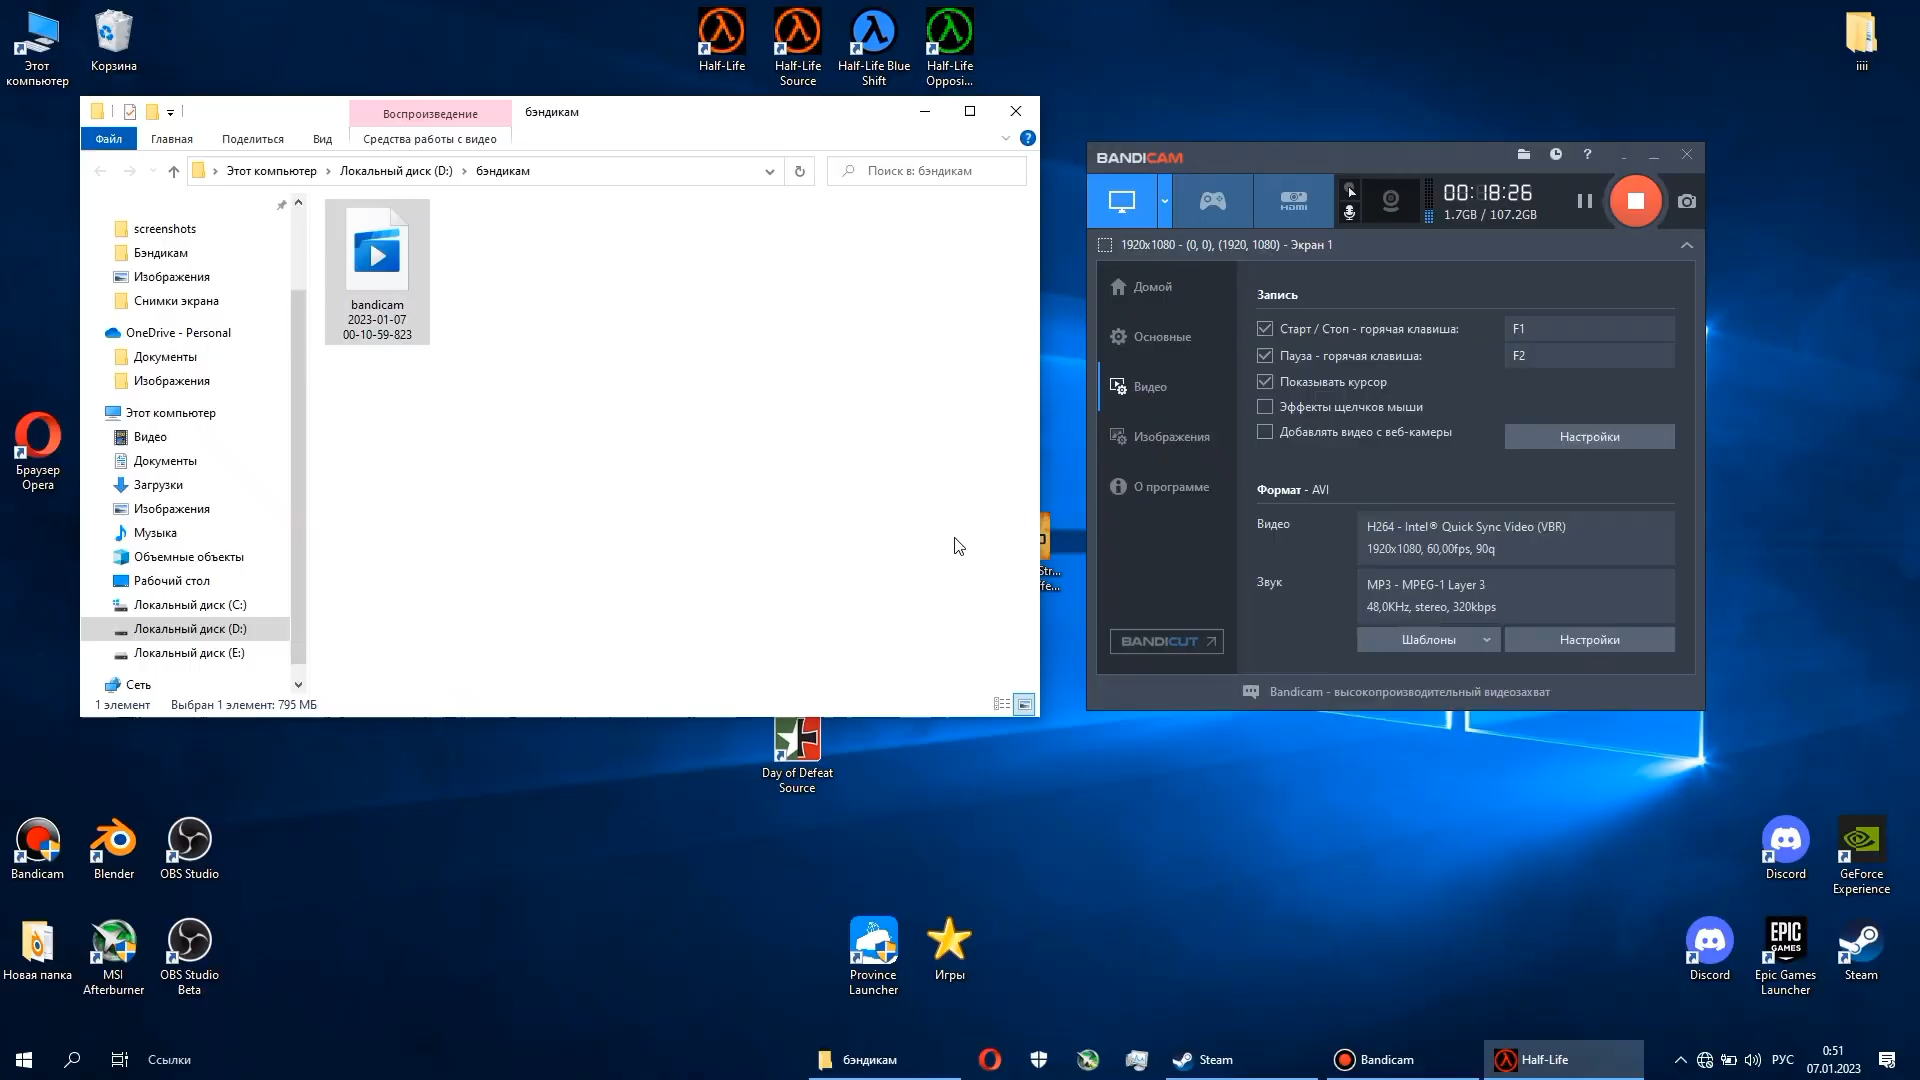 Этот компьютер
Корзина
Half-Life
Half-Life Source
Half-Life Blue Shift
Half-Life Opposi...
iiii
Воспроизведение
бэндикам
Файл
Главная
Поделиться
Вид
Средства работы с видео
Этот компьютер
Локальный диск (D:)
бэндикам
Поиск в: бэндикам
screenshots
Бэндикам
Изображения
Снимки экрана
OneDrive - Personal
Документы
Изображения
Этот компьютер
Видео
Документы
Загрузки
Изображения
Музыка
Объемные объекты
Рабочий стол
Локальный диск (C:)
Локальный диск (D:)
Локальный диск (E:)
Сеть
bandicam
2023-01-07
00-10-59-823
1 элемент
Выбран 1 элемент: 795 МБ
Браузер Opera
Str...
fe...
BANDICAM
HDMI
00:18:26
1.7GB / 107.2GB
1920x1080 - (0, 0), (1920, 1080) - Экран 1
Домой
Основные
Видео
Изображения
О программе
BANDICUT
Запись
Старт / Стоп - горячая клавиша:
F1
Пауза - горячая клавиша:
F2
Показывать курсор
Эффекты щелчков мыши
Добавлять видео с веб-камеры
Настройки
Формат - AVI
Видео
H264 - Intel® Quick Sync Video (VBR)
1920x1080, 60,00fps, 90q
Звук
MP3 - MPEG-1 Layer 3
48,0KHz, stereo, 320kbps
Шаблоны
Настройки
Bandicam - высокопроизводительный видеозахват
Day of Defeat Source
Bandicam
Blender
OBS Studio
Discord
GeForce Experience
Новая папка
MSI Afterburner
OBS Studio Beta
Province Launcher
Игры
Discord
EPIC GAMES
Epic Games Launcher
Steam
Ссылки
бэндикам
Steam
Bandicam
Half-Life
РУС
0:51
07.01.2023